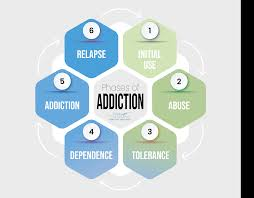 6
RELAPSE
1
INITIAL
USE
5
ADDICTION
Phases of
ADDICTION
2
ABUSE
4
DEPENDENCE
3
TOLERANCE